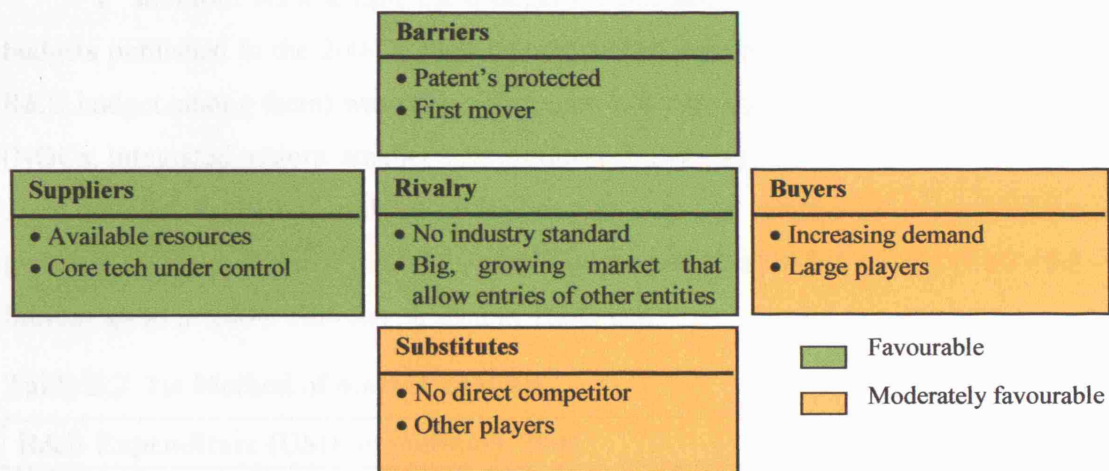 Barriers
• Patent's protected
• First mover
Suppliers
• Available resources
• Core tech under control
Rivalry
• No industry standard
• Big, growing market that
allow entries of other entities
Buyers
• Increasing demand
• Large players
Substitutes
• No direct competitor
• Other players
Favourable
Moderately favourable